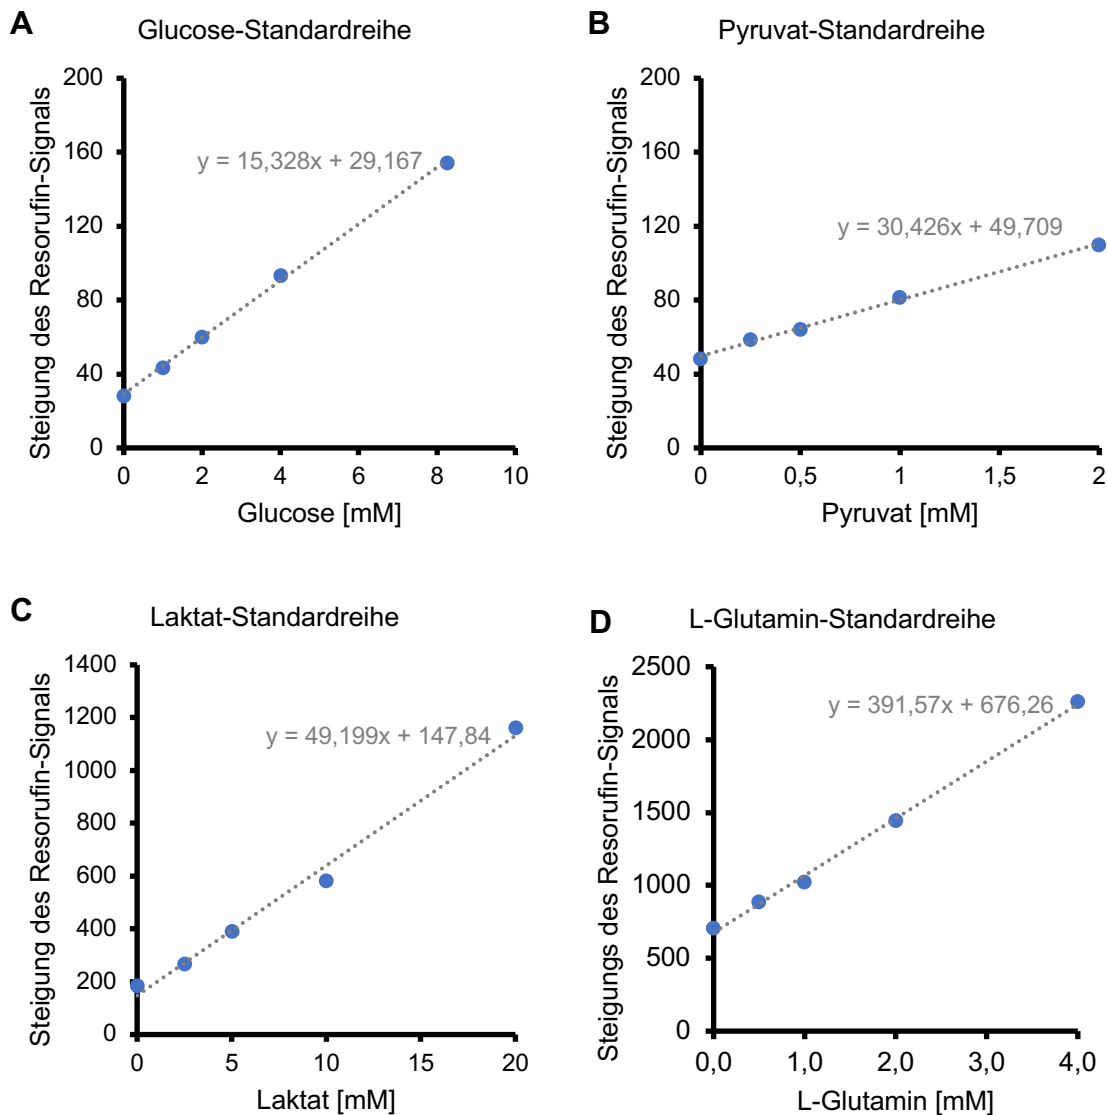 A
Glucose-Standardreihe
Steigung des Resorufin-Signals
200
160
120
80
40
0
y = 15,328x + 29,167
0 2 4 6 8 10
Glucose [mM]
B
Pyruvat-Standardreihe
Steigung des Resorufin-Signals
200
160
120
80
40
0
y = 30,426x + 49,709
0 0,5 1 1,5 2
Pyruvat [mM]
C
Laktat-Standardreihe
Steigung des Resorufin-Signals
1400
1200
1000
800
600
400
200
0
y = 49,199x + 147,84
0 5 10 15 20
Laktat [mM]
D
L-Glutamin-Standardreihe
Steigungs des Resorufin-Signals
2500
2000
1500
1000
500
0
y = 391,57x + 676,26
0,0 1,0 2,0 3,0 4,0
L-Glutamin [mM]